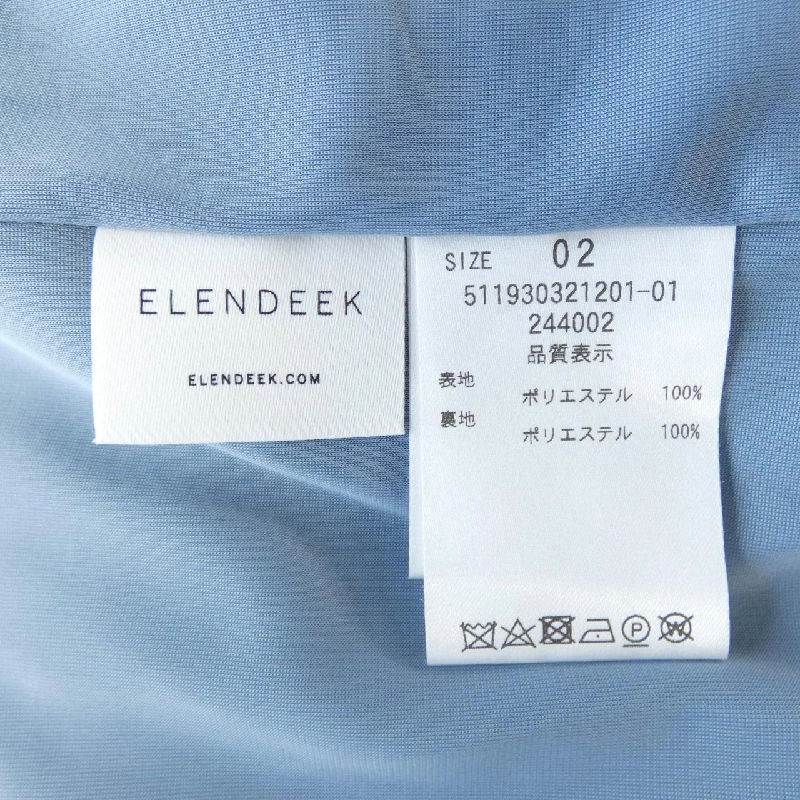 ELENDEEK
ELENDEEK.COM
SIZE 02
511930321201-01
244002
品質表示
表地 ポリエステル 100%
裏地 ポリエステル 100%
P
W